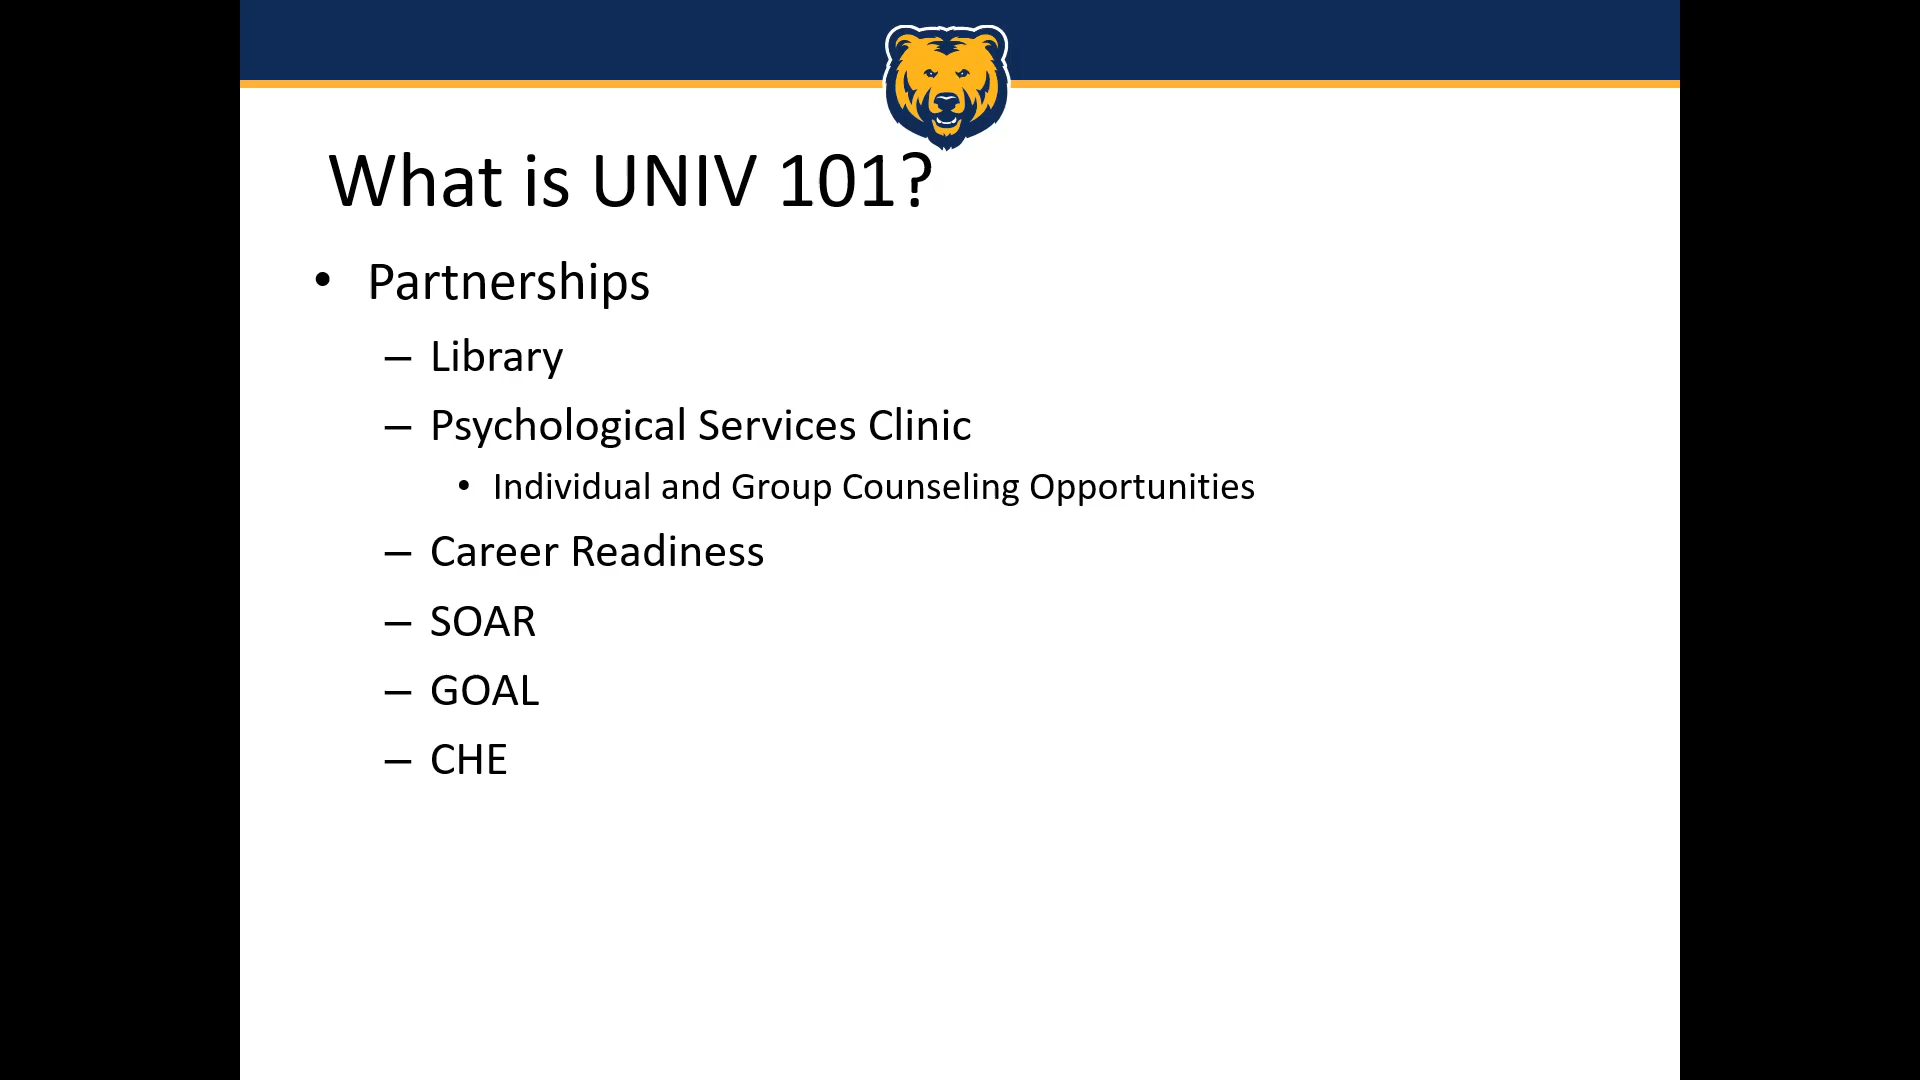 What is UNIV 101?
• Partnerships
– Library
– Psychological Services Clinic
• Individual and Group Counseling Opportunities
– Career Readiness
– SOAR
– GOAL
– CHE